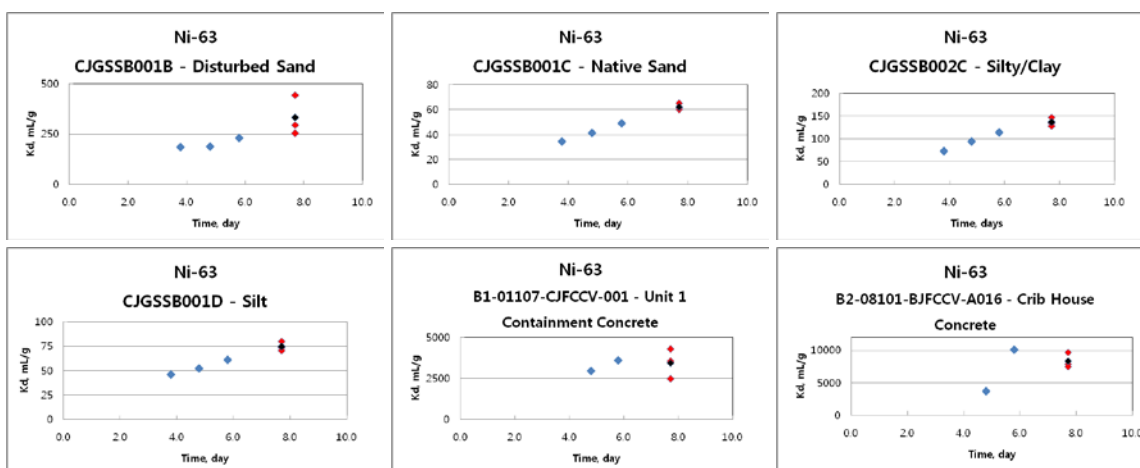 Ni-63
CJGSSB001B - Disturbed Sand
Kd, mL/g
500
250
0
0.0 2.0 4.0 6.0 8.0 10.0
Time, day
Ni-63
CJGSSB001C - Native Sand
Kd, mL/g
80
60
40
20
0
0.0 2.0 4.0 6.0 8.0 10.0
Time, day
Ni-63
CJGSSB002C - Silty/Clay
Kd, mL/g
200
150
100
50
0
0.0 2.0 4.0 6.0 8.0 10.0
Time, days
Ni-63
CJGSSB001D - Silt
Kd, mL/g
100
75
50
25
0
0.0 2.0 4.0 6.0 8.0 10.0
Time, day
Ni-63
B1-01107-CJFCCV-001 - Unit 1
Containment Concrete
Kd, mL/g
5000
2500
0
0.0 2.0 4.0 6.0 8.0 10.0
Time, day
Ni-63
B2-08101-BJFCCV-A016 - Crib House
Concrete
Kd, mL/g
10000
5000
0
0.0 2.0 4.0 6.0 8.0 10.0
Time, day